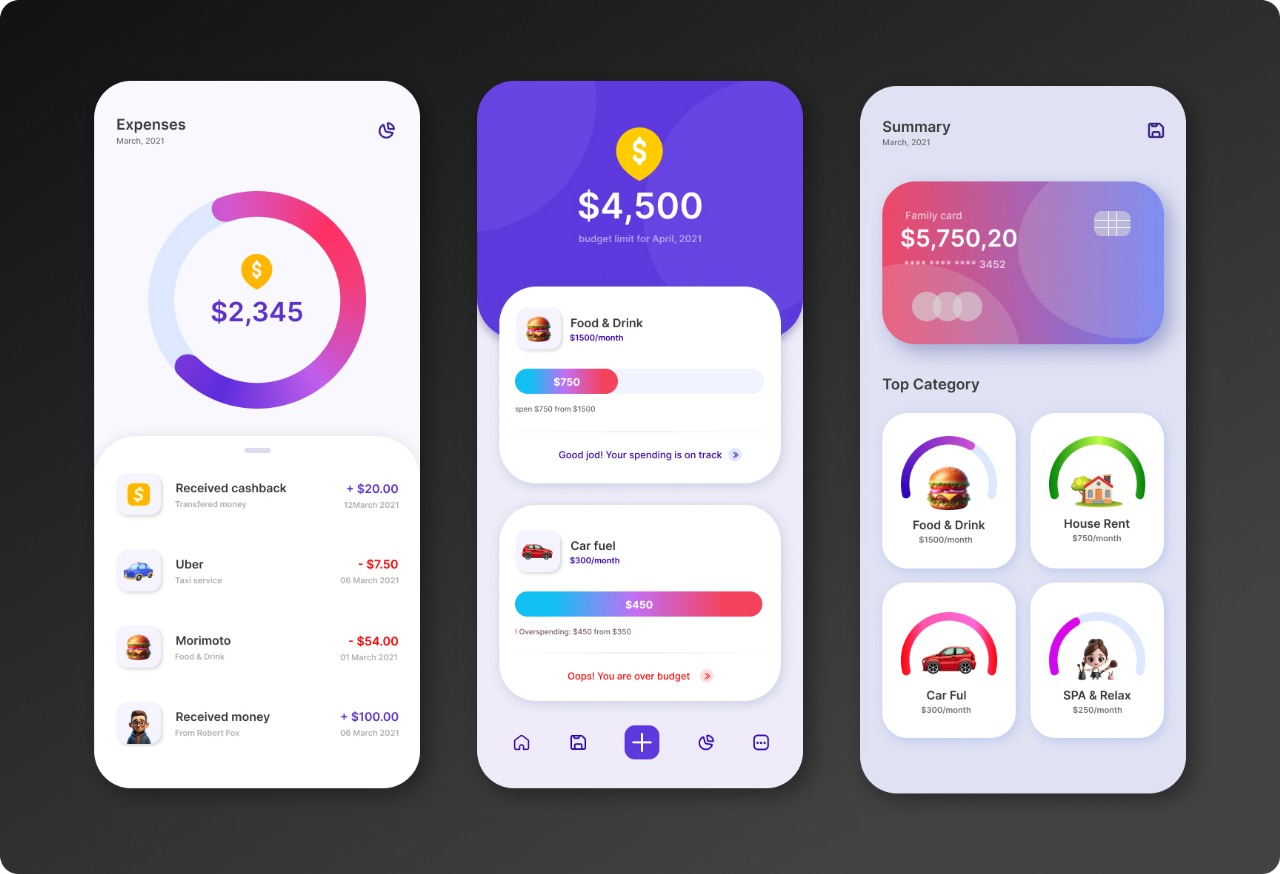 Expenses
March, 2021
$
$2,345
Received cashback
+ $20.00
Transfered money
12March 2021
Uber
- $7.50
Taxi service
06 March 2021
Morimoto
- $54.00
Food & Drink
01 March 2021
Received money
+ $100.00
From Robert Fox
06 March 2021
$
$4,500
budget limit for April, 2021
Food & Drink
$1500/month
$750
spen $750 from $1500
Good jod! Your spending is on track
Car fuel
$300/month
$450
! Overspending: $450 from $350
Oops! You are over budget
Summary
March, 2021
Family card
$5,750,20
**** **** **** 3452
Top Category
Food & Drink
$1500/month
House Rent
$750/month
Car Ful
$300/month
SPA & Relax
$250/month